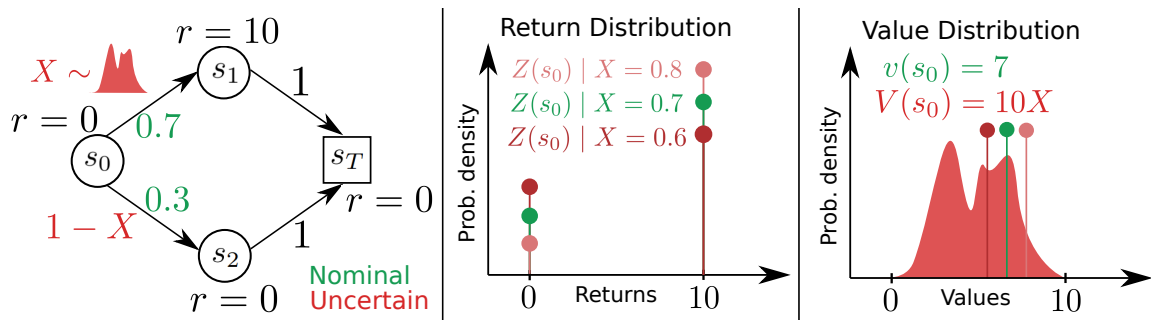 r = 10
X ∼
s₁
1
r = 0
0.7
s₀
s_T
r = 0
0.3
1 − X
1
s₂
r = 0
Nominal
Uncertain
Return Distribution
Z(s₀) | X = 0.8
Z(s₀) | X = 0.7
Z(s₀) | X = 0.6
Prob. density
0
Returns
10
Value Distribution
v(s₀) = 7
V(s₀) = 10X
Prob. density
0
Values
10